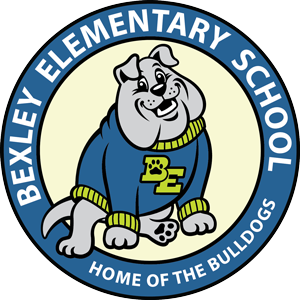 BEXLEY ELEMENTARY SCHOOL
BE
HOME OF THE BULLDOGS